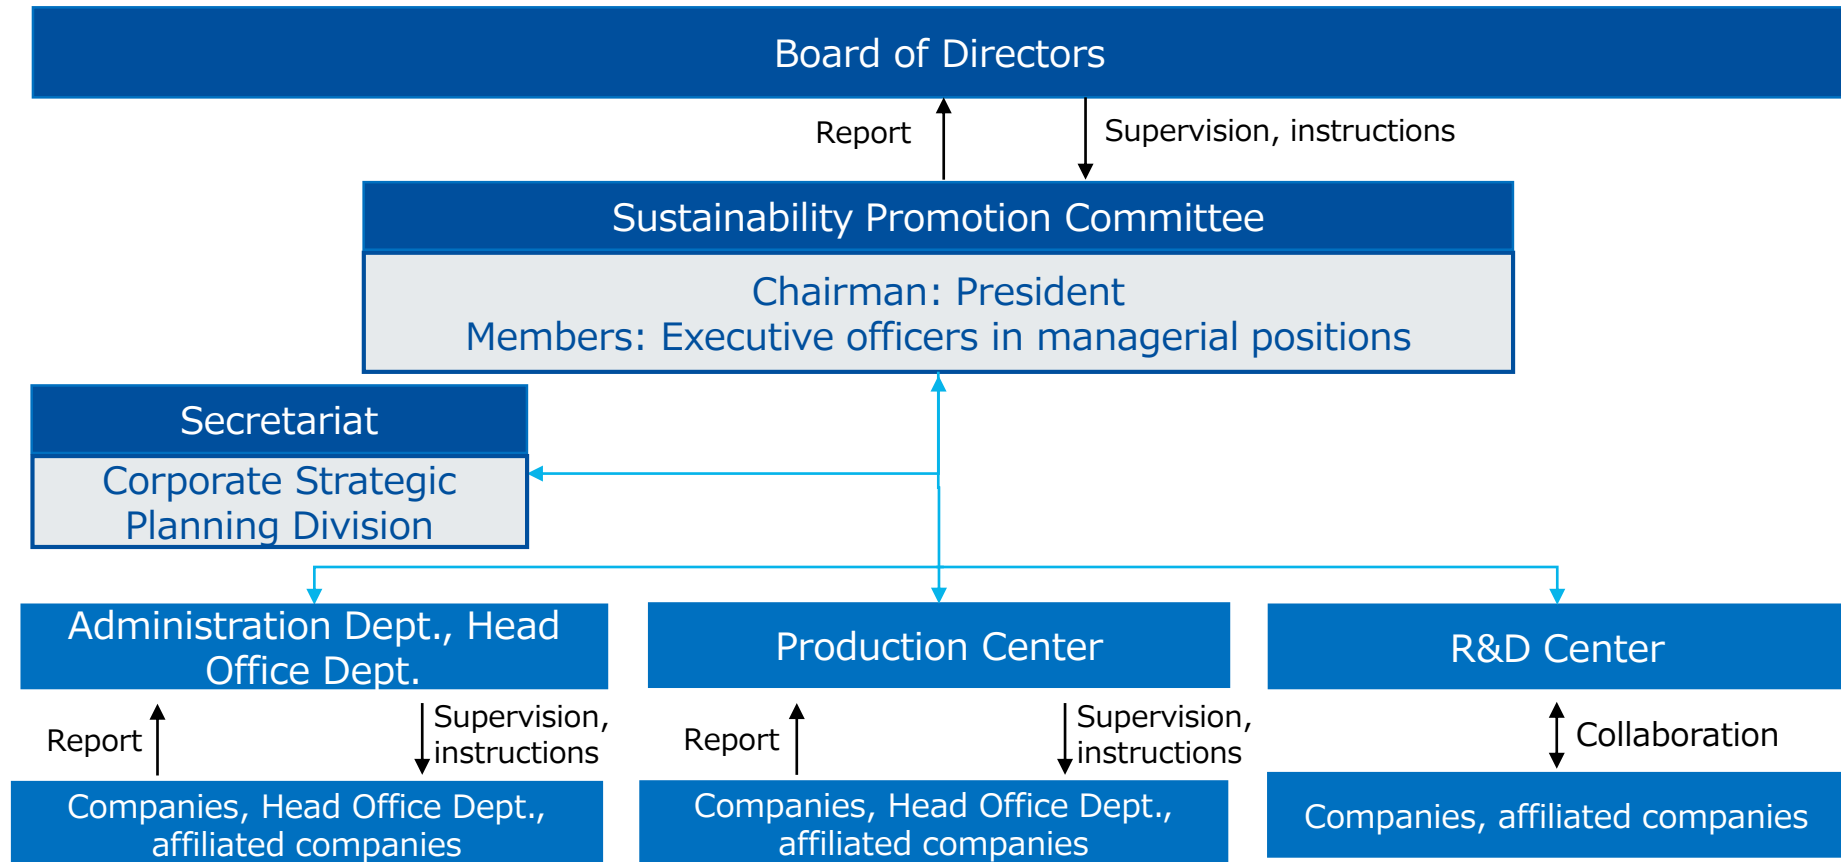 Board of Directors
Report
Supervision, instructions
Sustainability Promotion Committee
Chairman: President
Members: Executive officers in managerial positions
Secretariat
Corporate Strategic
Planning Division
Administration Dept., Head
Office Dept.
Production Center
R&D Center
Report
Supervision,
instructions
Report
Supervision,
instructions
Collaboration
Companies, Head Office Dept.,
affiliated companies
Companies, Head Office Dept.,
affiliated companies
Companies, affiliated companies